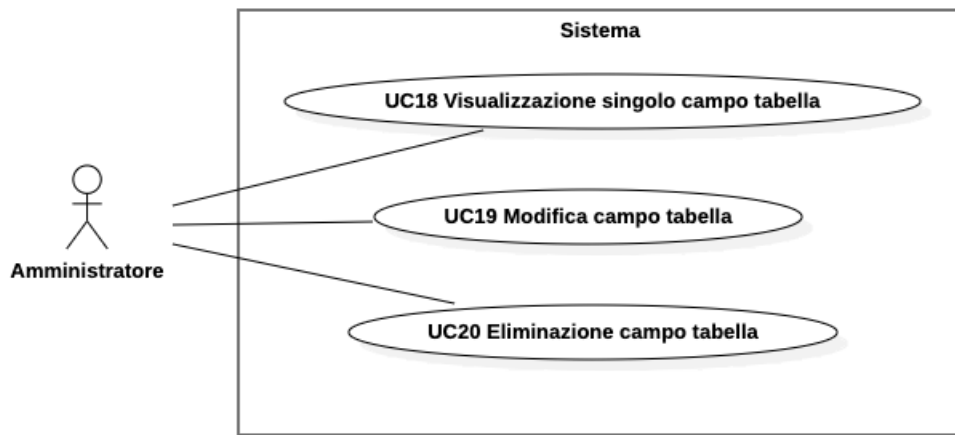 Sistema
UC18 Visualizzazione singolo campo tabella
UC19 Modifica campo tabella
Amministratore
UC20 Eliminazione campo tabella